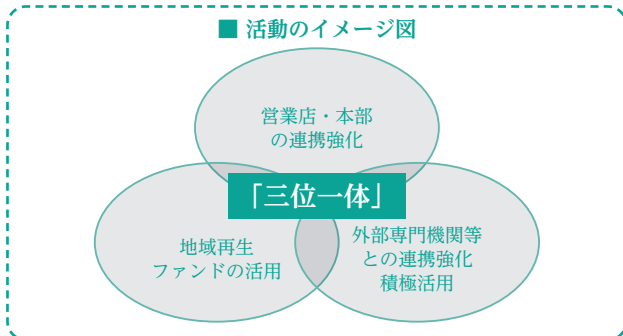 ■ 活動のイメージ図
営業店・本部
の連携強化
「三位一体」
地域再生
ファンドの活用
外部専門機関等
との連携強化
積極活用